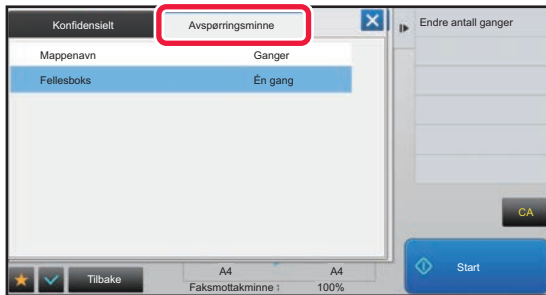 Konfidensielt
Avspørringsminne
Endre antall ganger
Mappenavn Ganger
Fellesboks Én gang
CA
Start
Tilbake
A4 A4
Faksmottakminne : 100%